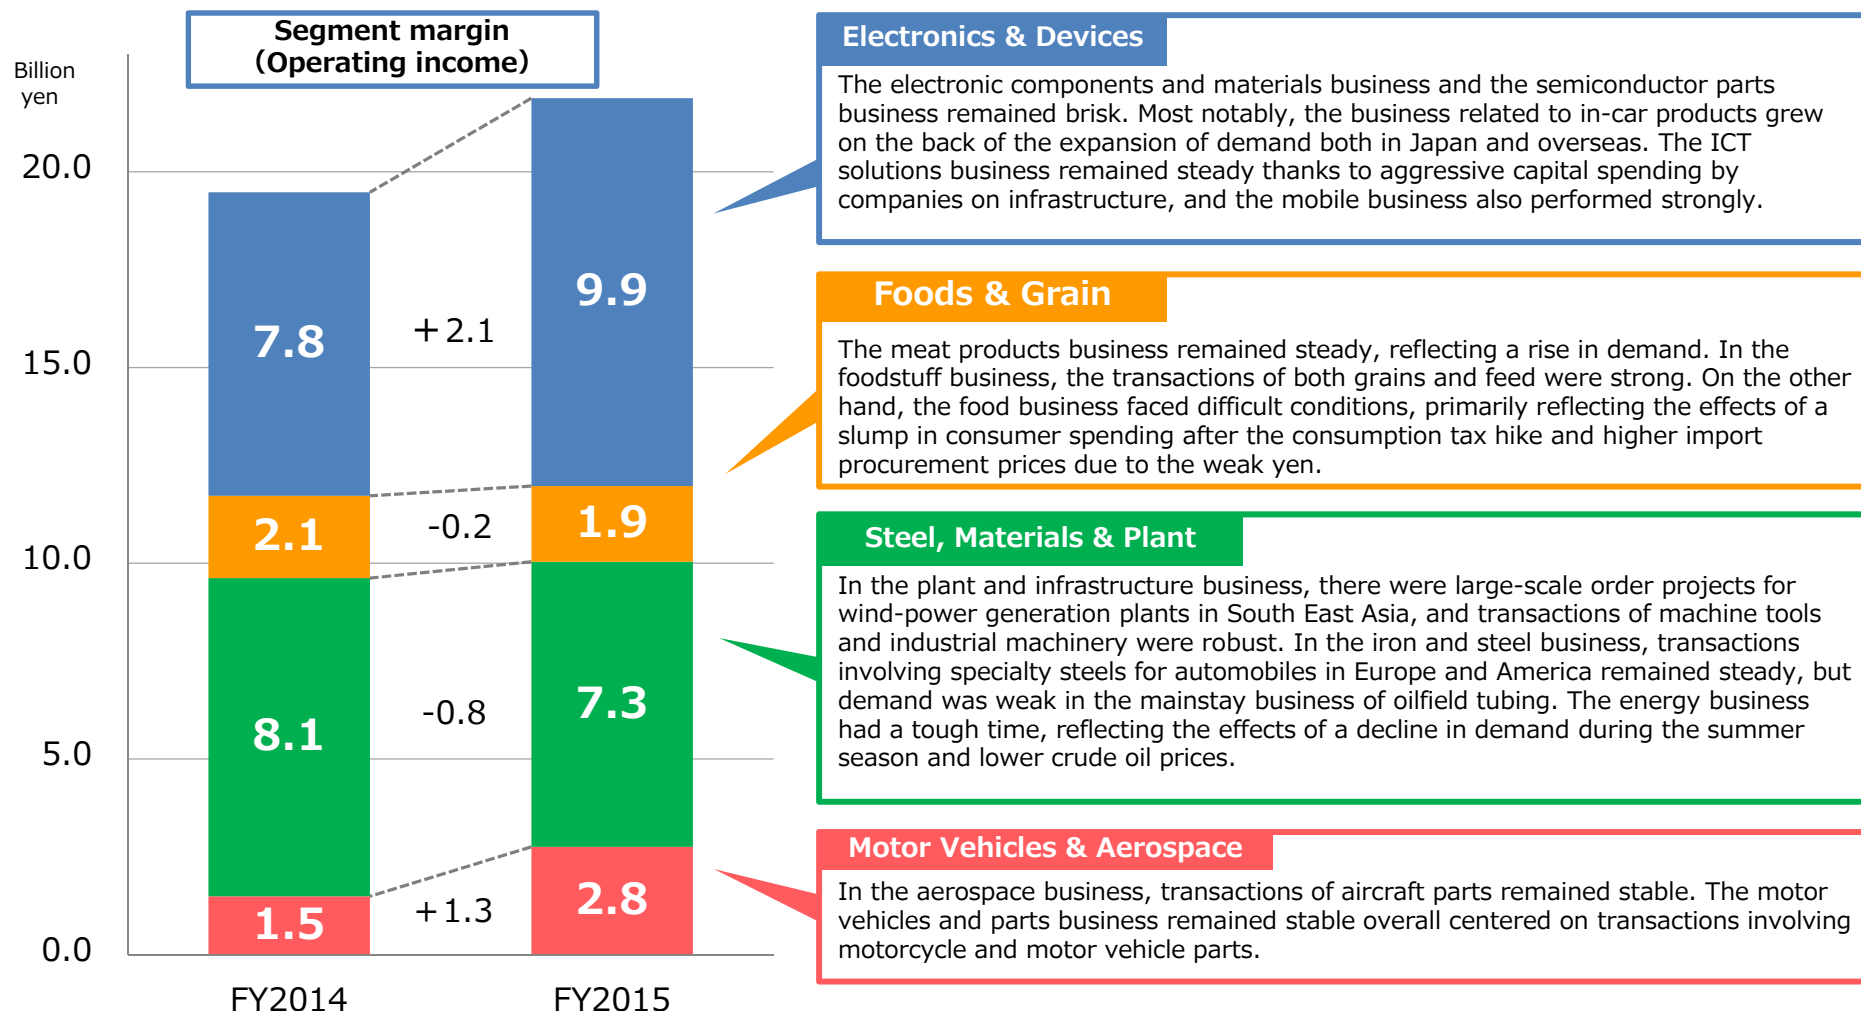 Segment margin
(Operating income)
Billion
yen
20.0
15.0
10.0
5.0
0.0
7.8
2.1
8.1
1.5
+2.1
-0.2
-0.8
+1.3
9.9
1.9
7.3
2.8
FY2014
FY2015
Electronics & Devices
The electronic components and materials business and the semiconductor parts
business remained brisk. Most notably, the business related to in-car products grew
on the back of the expansion of demand both in Japan and overseas. The ICT
solutions business remained steady thanks to aggressive capital spending by
companies on infrastructure, and the mobile business also performed strongly.
Foods & Grain
The meat products business remained steady, reflecting a rise in demand. In the
foodstuff business, the transactions of both grains and feed were strong. On the other
hand, the food business faced difficult conditions, primarily reflecting the effects of a
slump in consumer spending after the consumption tax hike and higher import
procurement prices due to the weak yen.
Steel, Materials & Plant
In the plant and infrastructure business, there were large-scale order projects for
wind-power generation plants in South East Asia, and transactions of machine tools
and industrial machinery were robust. In the iron and steel business, transactions
involving specialty steels for automobiles in Europe and America remained steady, but
demand was weak in the mainstay business of oilfield tubing. The energy business
had a tough time, reflecting the effects of a decline in demand during the summer
season and lower crude oil prices.
Motor Vehicles & Aerospace
In the aerospace business, transactions of aircraft parts remained stable. The motor
vehicles and parts business remained stable overall centered on transactions involving
motorcycle and motor vehicle parts.